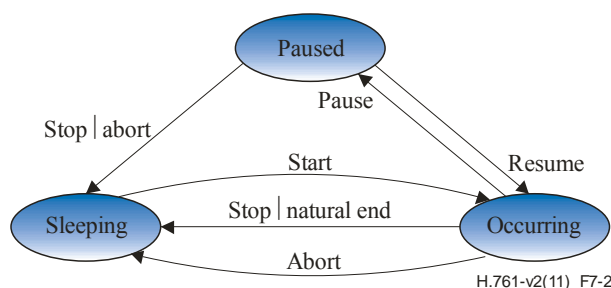 Paused
Pause
Stop | abort
Resume
Start
Sleeping
Stop | natural end
Occurring
Abort
H.761-v2(11)_F7-2